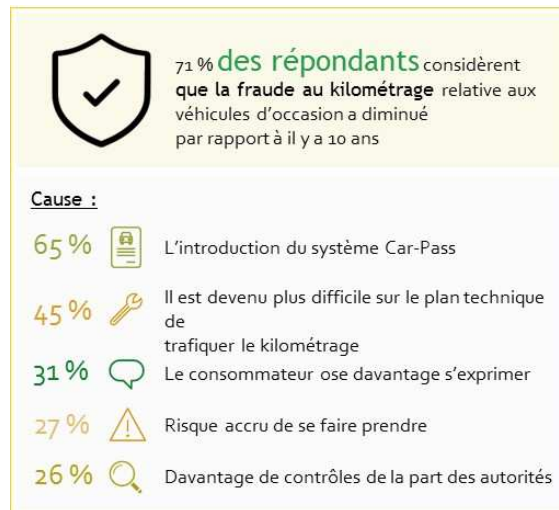 71 % des répondants considèrent
que la fraude au kilométrage relative aux
véhicules d'occasion a diminué
par rapport à il y a 10 ans
Cause :
65 % L'introduction du système Car-Pass
45 % Il est devenu plus difficile sur le plan technique
de
trafiquer le kilométrage
31 % Le consommateur ose davantage s'exprimer
27 % Risque accru de se faire prendre
26 % Davantage de contrôles de la part des autorités